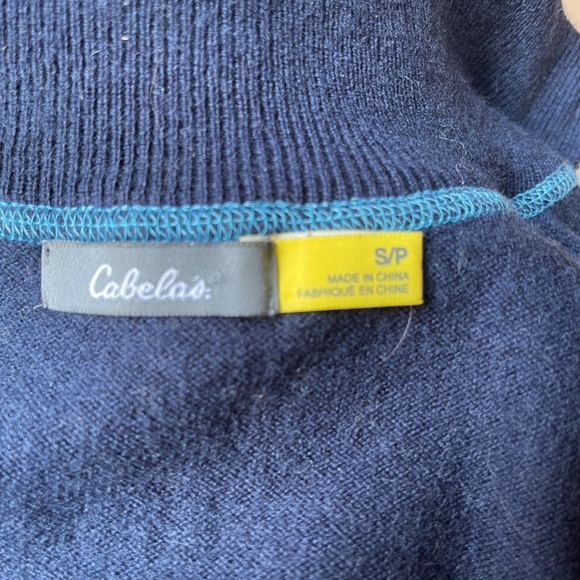 Cabela's
S/P
MADE IN CHINA
FABRIQUÉ EN CHINE